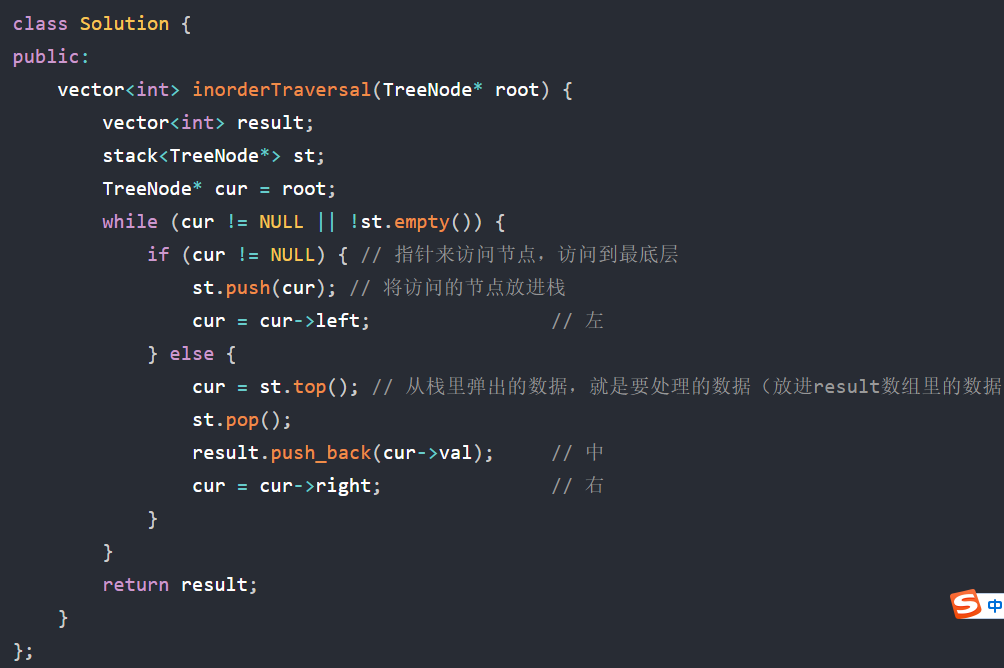 class Solution {
public:
    vector<int> inorderTraversal(TreeNode* root) {
        vector<int> result;
        stack<TreeNode*> st;
        TreeNode* cur = root;
        while (cur != NULL || !st.empty()) {
            if (cur != NULL) { // 指针来访问节点，访问到最底层
                st.push(cur); // 将访问的节点放进栈
                cur = cur->left;                // 左
            } else {
                cur = st.top(); // 从栈里弹出的数据，就是要处理的数据（放进result数组里的数据
                st.pop();
                result.push_back(cur->val);     // 中
                cur = cur->right;               // 右
            }
        }
        return result;
    }
};
S 中